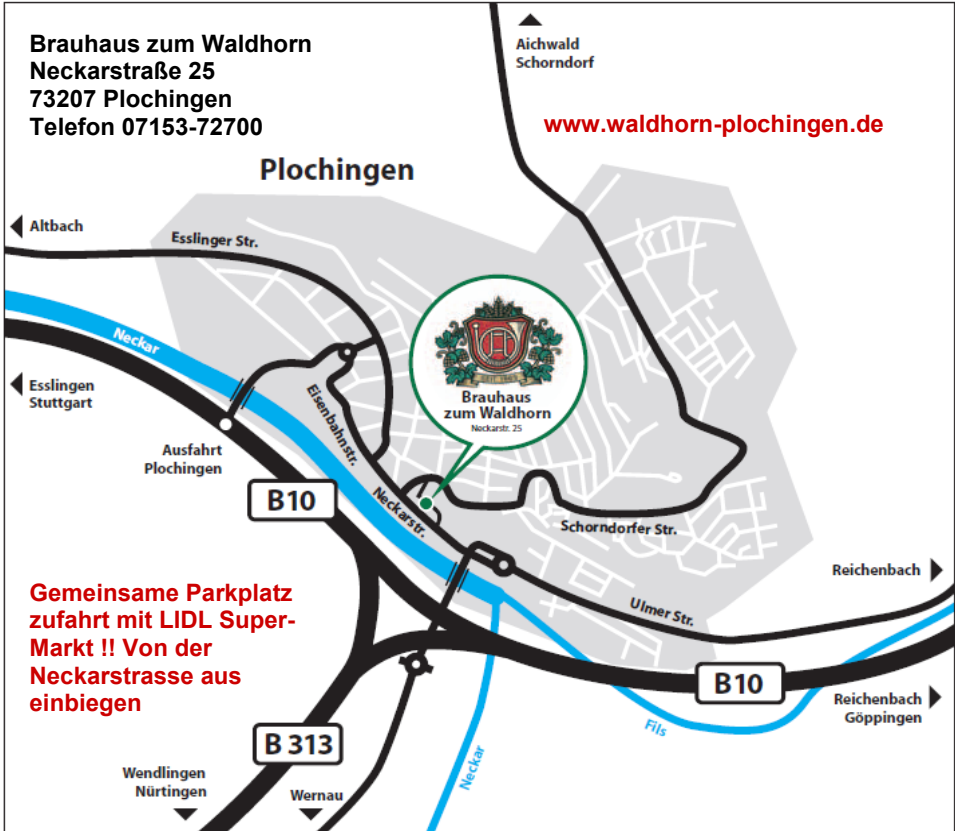 Brauhaus zum Waldhorn
Neckarstraße 25
73207 Plochingen
Telefon 07153-72700
Aichwald
Schorndorf
www.waldhorn-plochingen.de
Plochingen
Altbach
Esslinger Str.
Neckar
Esslingen
Stuttgart
Ausfahrt
Plochingen
Eisenbahnstr.
SEIT 1865
Brauhaus
zum Waldhorn
Neckarstr. 25
B10
Neckarstr.
Schorndorfer Str.
Reichenbach
Ulmer Str.
Gemeinsame Parkplatz
zufahrt mit LIDL Super-
Markt !! Von der
Neckarstrasse aus
einbiegen
B10
Reichenbach
Göppingen
Fils
B 313
Neckar
Wendlingen
Nürtingen
Wernau